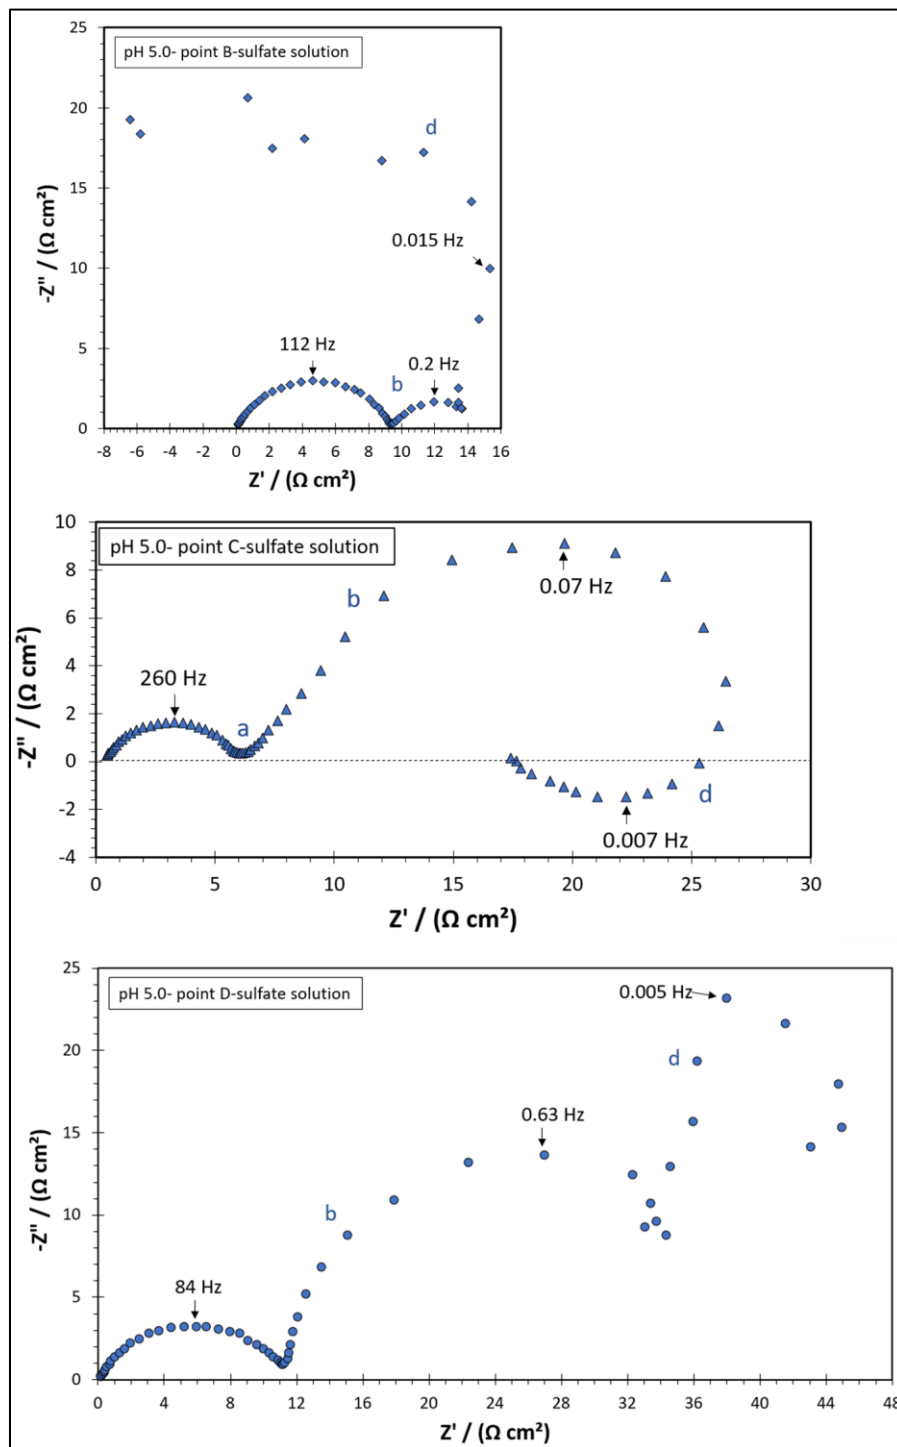 pH 5.0- point B-sulfate solution
25
20
15
10
5
0
-Z" / (Ω cm²)
d
0.015 Hz
112 Hz
0.2 Hz
b
-8 -6 -4 -2 0 2 4 6 8 10 12 14 16
Z' / (Ω cm²)
pH 5.0- point C-sulfate solution
10
8
6
4
2
0
-2
-4
-Z" / (Ω cm²)
b
0.07 Hz
260 Hz
a
d
0.007 Hz
0 5 10 15 20 25 30
Z' / (Ω cm²)
pH 5.0- point D-sulfate solution
25
20
15
10
5
0
-Z" / (Ω cm²)
0.005 Hz
d
0.63 Hz
b
84 Hz
0 4 8 12 16 20 24 28 32 36 40 44 48
Z' / (Ω cm²)